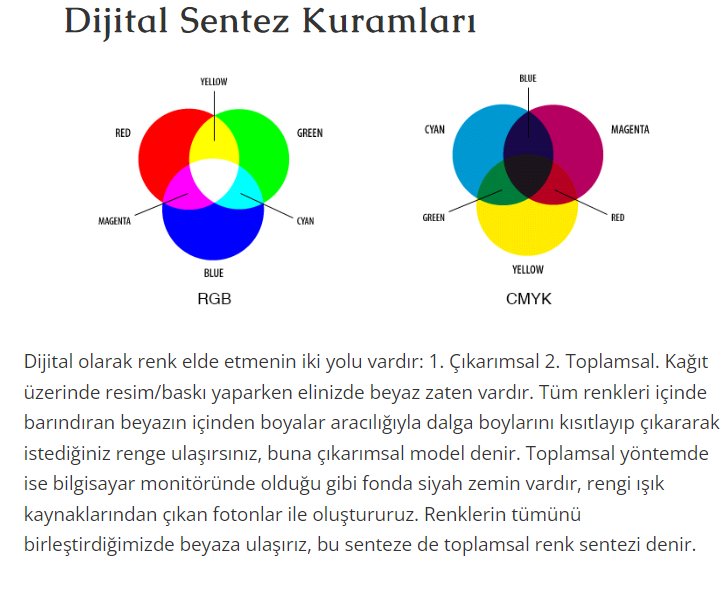 Dijital Sentez Kuramları
YELLOW
RED
GREEN
MAGENTA
CYAN
BLUE
RGB
BLUE
CYAN
MAGENTA
GREEN
RED
YELLOW
CMYK
Dijital olarak renk elde etmenin iki yolu vardır: 1. Çıkarımsal 2. Toplamsal. Kağıt
üzerinde resim/baskı yaparken elinizde beyaz zaten vardır. Tüm renkleri içinde
barındıran beyazın içinden boyalar aracılığıyla dalga boylarını kısıtlayıp çıkararak
istediğiniz renge ulaşırsınız, buna çıkarımsal model denir. Toplamsal yöntemde
ise bilgisayar monitöründe olduğu gibi fonda siyah zemin vardır, rengi ışık
kaynaklarından çıkan fotonlar ile oluştururuz. Renklerin tümünü
birleştirdiğimizde beyaza ulaşırız, bu senteze de toplamsal renk sentezi denir.